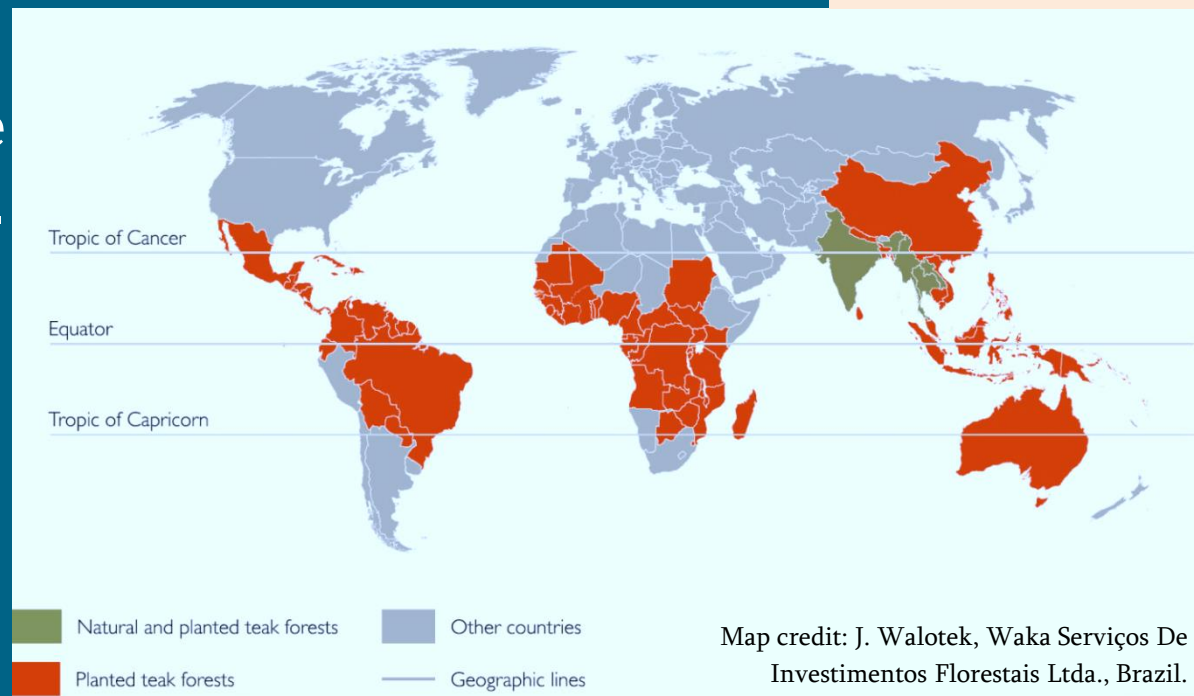 Tropic of Cancer
Equator
Tropic of Capricorn
Natural and planted teak forests
Other countries
Planted teak forests
Geographic lines
Map credit: J. Walotek, Waka Serviços De
Investimentos Florestais Ltda., Brazil.